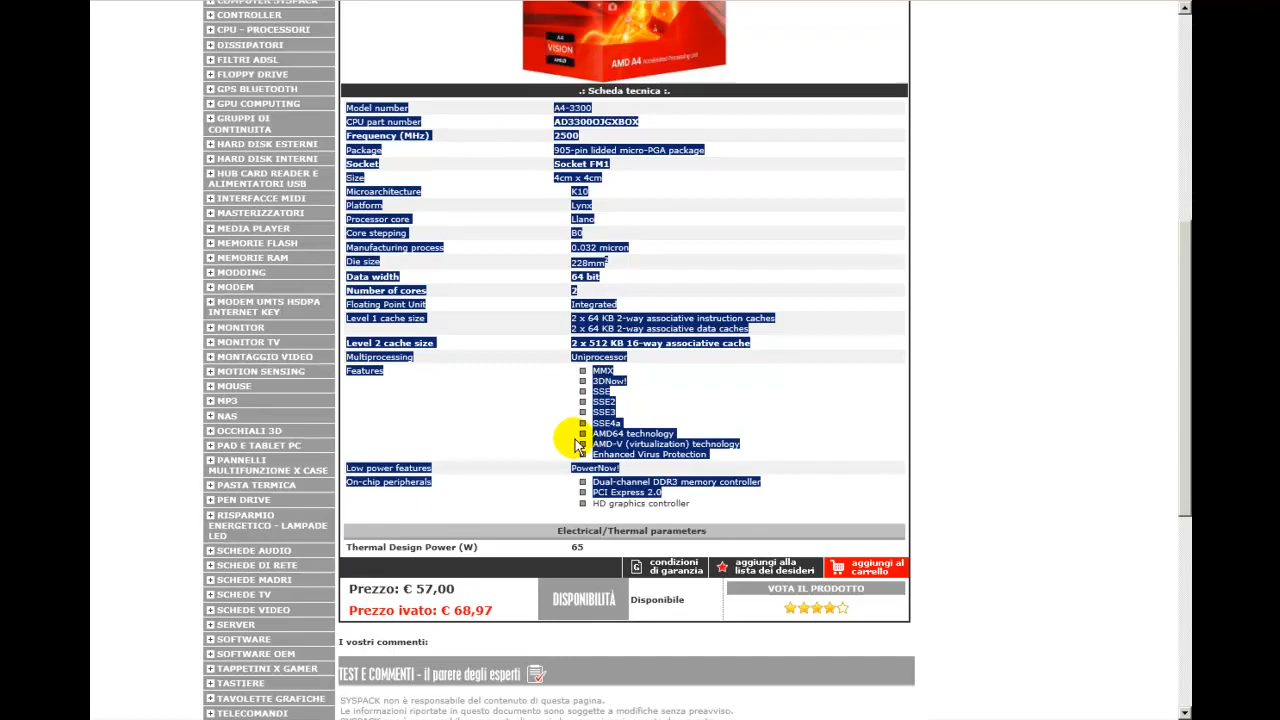 COMPUTER SYSPACK
CONTROLLER
CPU - PROCESSORI
DISSIPATORI
FILTRI ADSL
FLOPPY DRIVE
GPS BLUETOOTH
GPU COMPUTING
GRUPPI DI
CONTINUITA
HARD DISK ESTERNI
HARD DISK INTERNI
HUB CARD READER E
ALIMENTATORI USB
INTERFACCE MIDI
MASTERIZZATORI
MEDIA PLAYER
MEMORIE FLASH
MEMORIE RAM
MODDING
MODEM
MODEM UMTS HSDPA
INTERNET KEY
MONITOR
MONITOR TV
MONTAGGIO VIDEO
MOTION SENSING
MOUSE
MP3
NAS
OCCHIALI 3D
PAD E TABLET PC
PANNELLI
MULTIFUNZIONE X CASE
PASTA TERMICA
PEN DRIVE
RISPARMIO
ENERGETICO - LAMPADE
LED
SCHEDE AUDIO
SCHEDE DI RETE
SCHEDE MADRI
SCHEDE TV
SCHEDE VIDEO
SERVER
SOFTWARE
SOFTWARE OEM
TAPPETINI X GAMER
TASTIERE
TAVOLETTE GRAFICHE
TELECOMANDI
A4
VISION
AMD
AMD A4 Accelerated Processing Unit
.: Scheda tecnica :.
Model number A4-3300
CPU part number AD3300OJGXBOX
Frequency (MHz) 2500
Package 905-pin lidded micro-PGA package
Socket Socket FM1
Size 4cm x 4cm
Microarchitecture K10
Platform Lynx
Processor core Llano
Core stepping B0
Manufacturing process 0.032 micron
Die size 228mm2
Data width 64 bit
Number of cores 2
Floating Point Unit Integrated
Level 1 cache size 2 x 64 KB 2-way associative instruction caches
2 x 64 KB 2-way associative data caches
Level 2 cache size 2 x 512 KB 16-way associative cache
Multiprocessing Uniprocessor
Features MMX
3DNow!
SSE
SSE2
SSE3
SSE4a
AMD64 technology
AMD-V (virtualization) technology
Enhanced Virus Protection
Low power features PowerNow!
On-chip peripherals Dual-channel DDR3 memory controller
PCI Express 2.0
HD graphics controller
Electrical/Thermal parameters
Thermal Design Power (W) 65
condizioni di garanzia
aggiungi alla lista dei desideri
aggiungi al carrello
Prezzo: € 57,00
Prezzo ivato: € 68,97
DISPONIBILITÀ
Disponibile
VOTA IL PRODOTTO
I vostri commenti:
TEST E COMMENTI - il parere degli esperti
SYSPACK non è responsabile del contenuto di questa pagina.
Le informazioni riportate in questo documento sono soggette a modifiche senza preavviso.